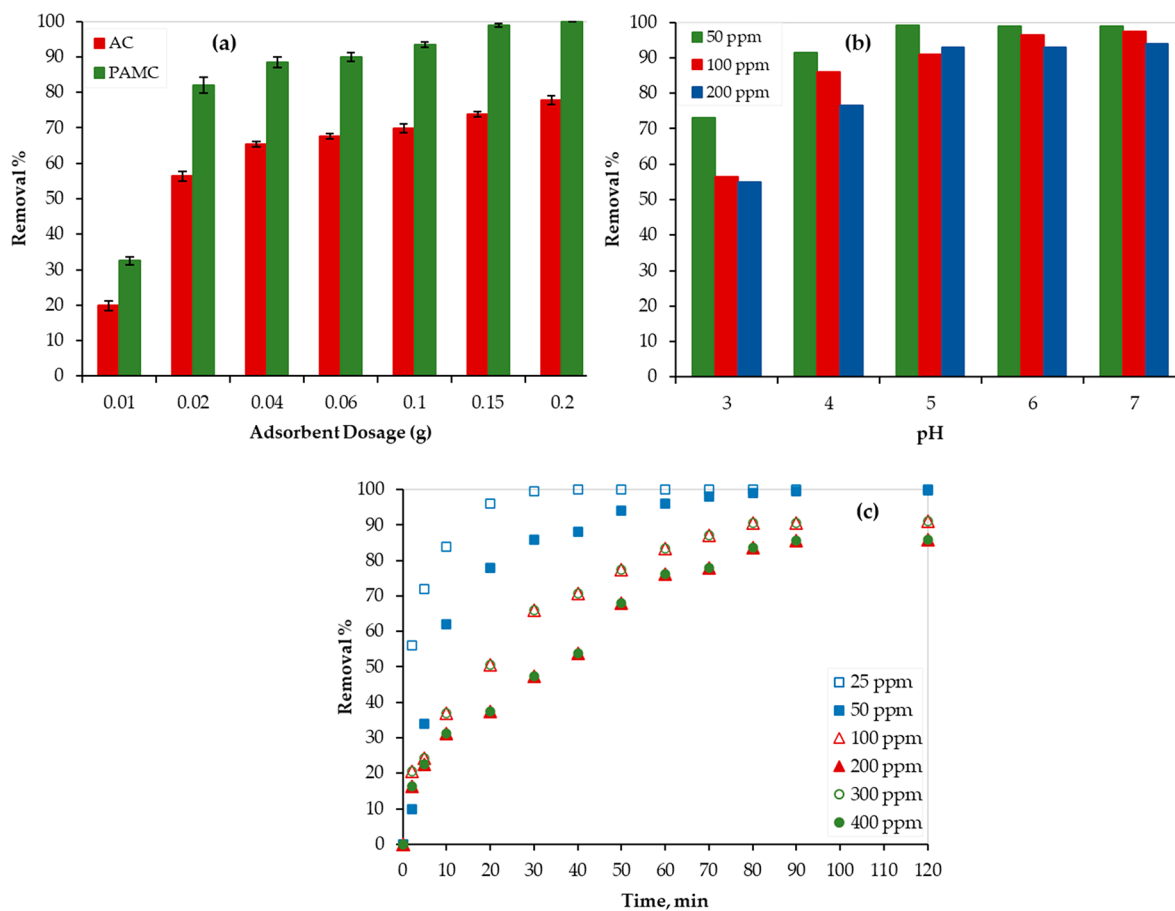 (a)
AC
PAMC
Removal %
100
90
80
70
60
50
40
30
20
10
0
0.01 0.02 0.04 0.06 0.1 0.15 0.2
Adsorbent Dosage (g)
(b)
50 ppm
100 ppm
200 ppm
Removal %
100
90
80
70
60
50
40
30
20
10
0
3 4 5 6 7
pH
(c)
Removal %
100
90
80
70
60
50
40
30
20
10
0
25 ppm
50 ppm
100 ppm
200 ppm
300 ppm
400 ppm
0 10 20 30 40 50 60 70 80 90 100 110 120
Time, min